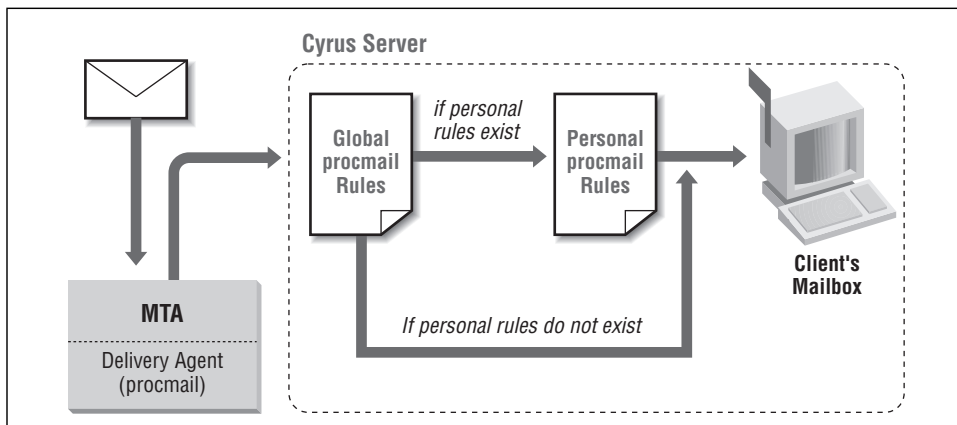 Cyrus Server
if personal
rules exist
Global
procmail
Rules
Personal
procmail
Rules
Client's
Mailbox
MTA
If personal rules do not exist
Delivery Agent
(procmail)